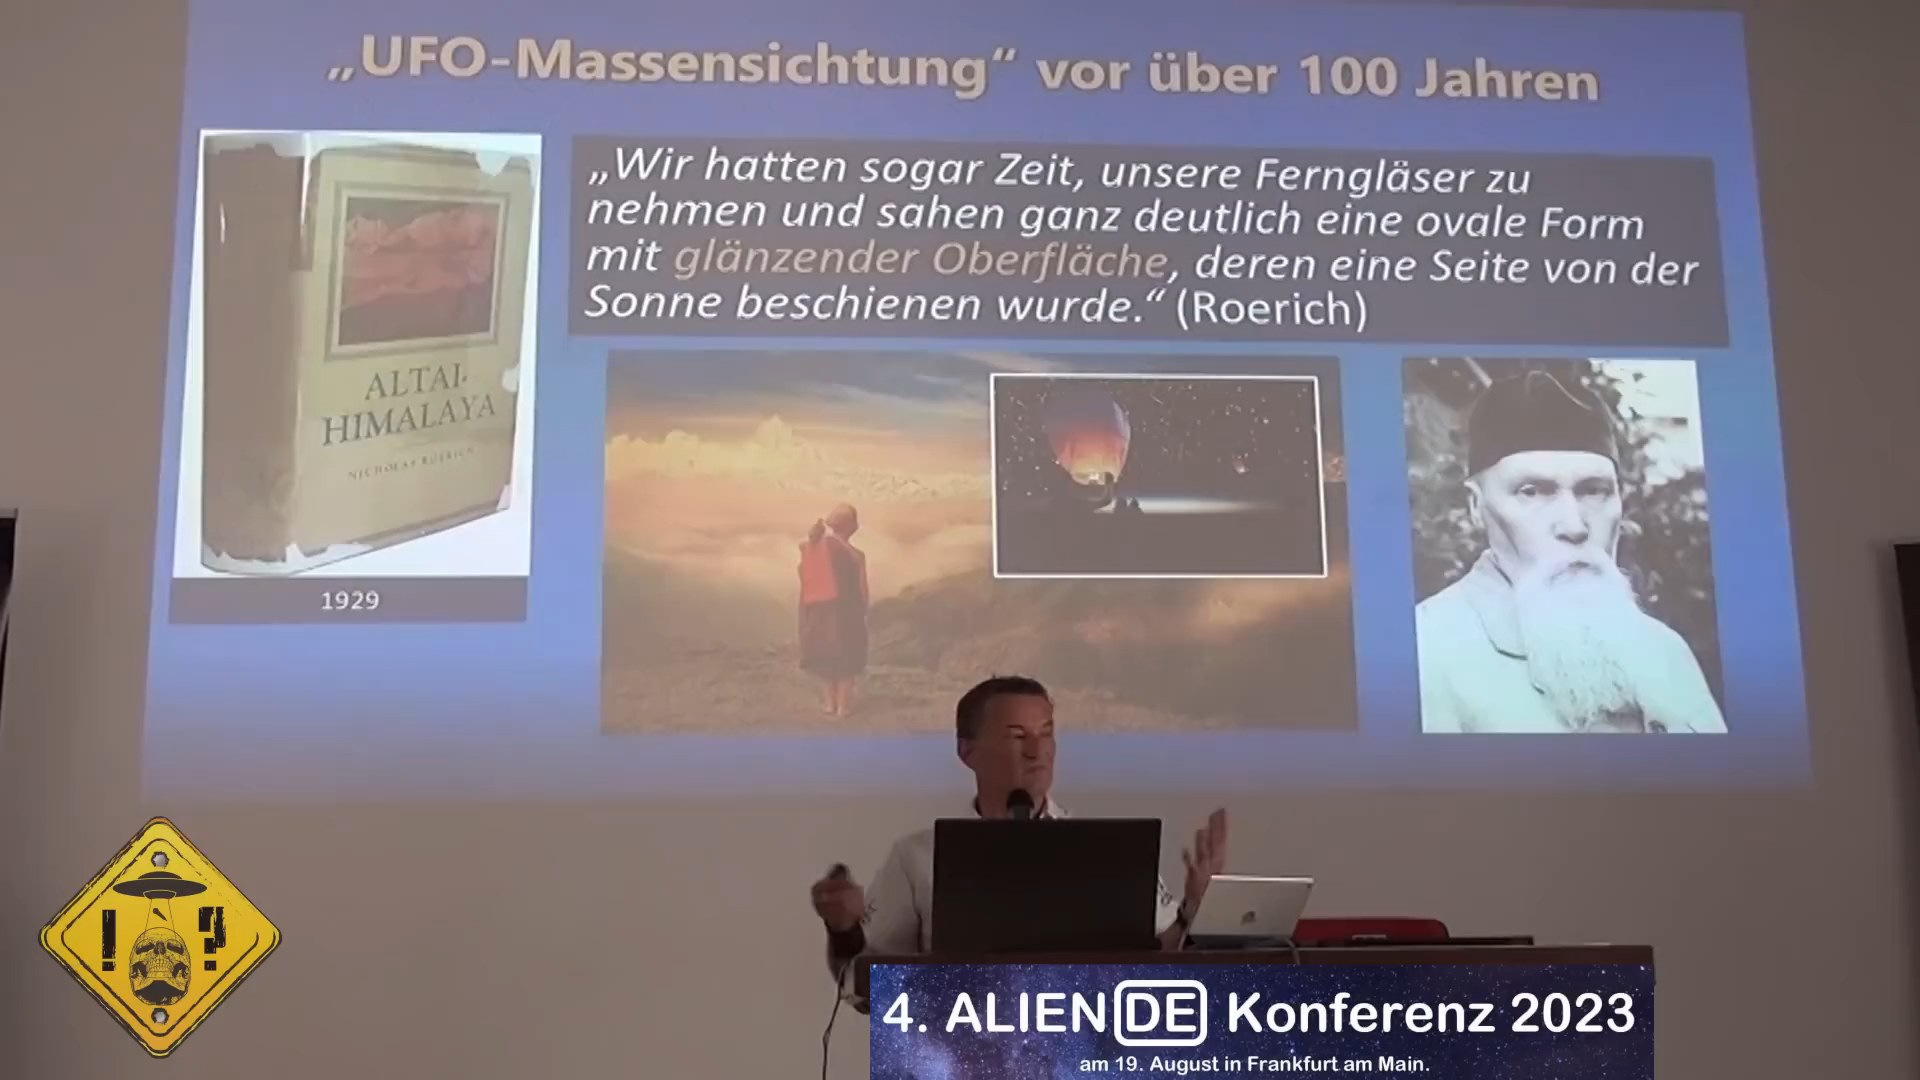 „UFO-Massensichtung“ vor über 100 Jahren
„Wir hatten sogar Zeit, unsere Ferngläser zu
nehmen und sahen ganz deutlich eine ovale Form
mit glänzender Oberfläche, deren eine Seite von der
Sonne beschienen wurde.“ (Roerich)
ALTAI-
HIMALAYA
NICHOLAS ROERICH
1929
! ?
4. ALIEN DE Konferenz 2023
am 19. August in Frankfurt am Main.